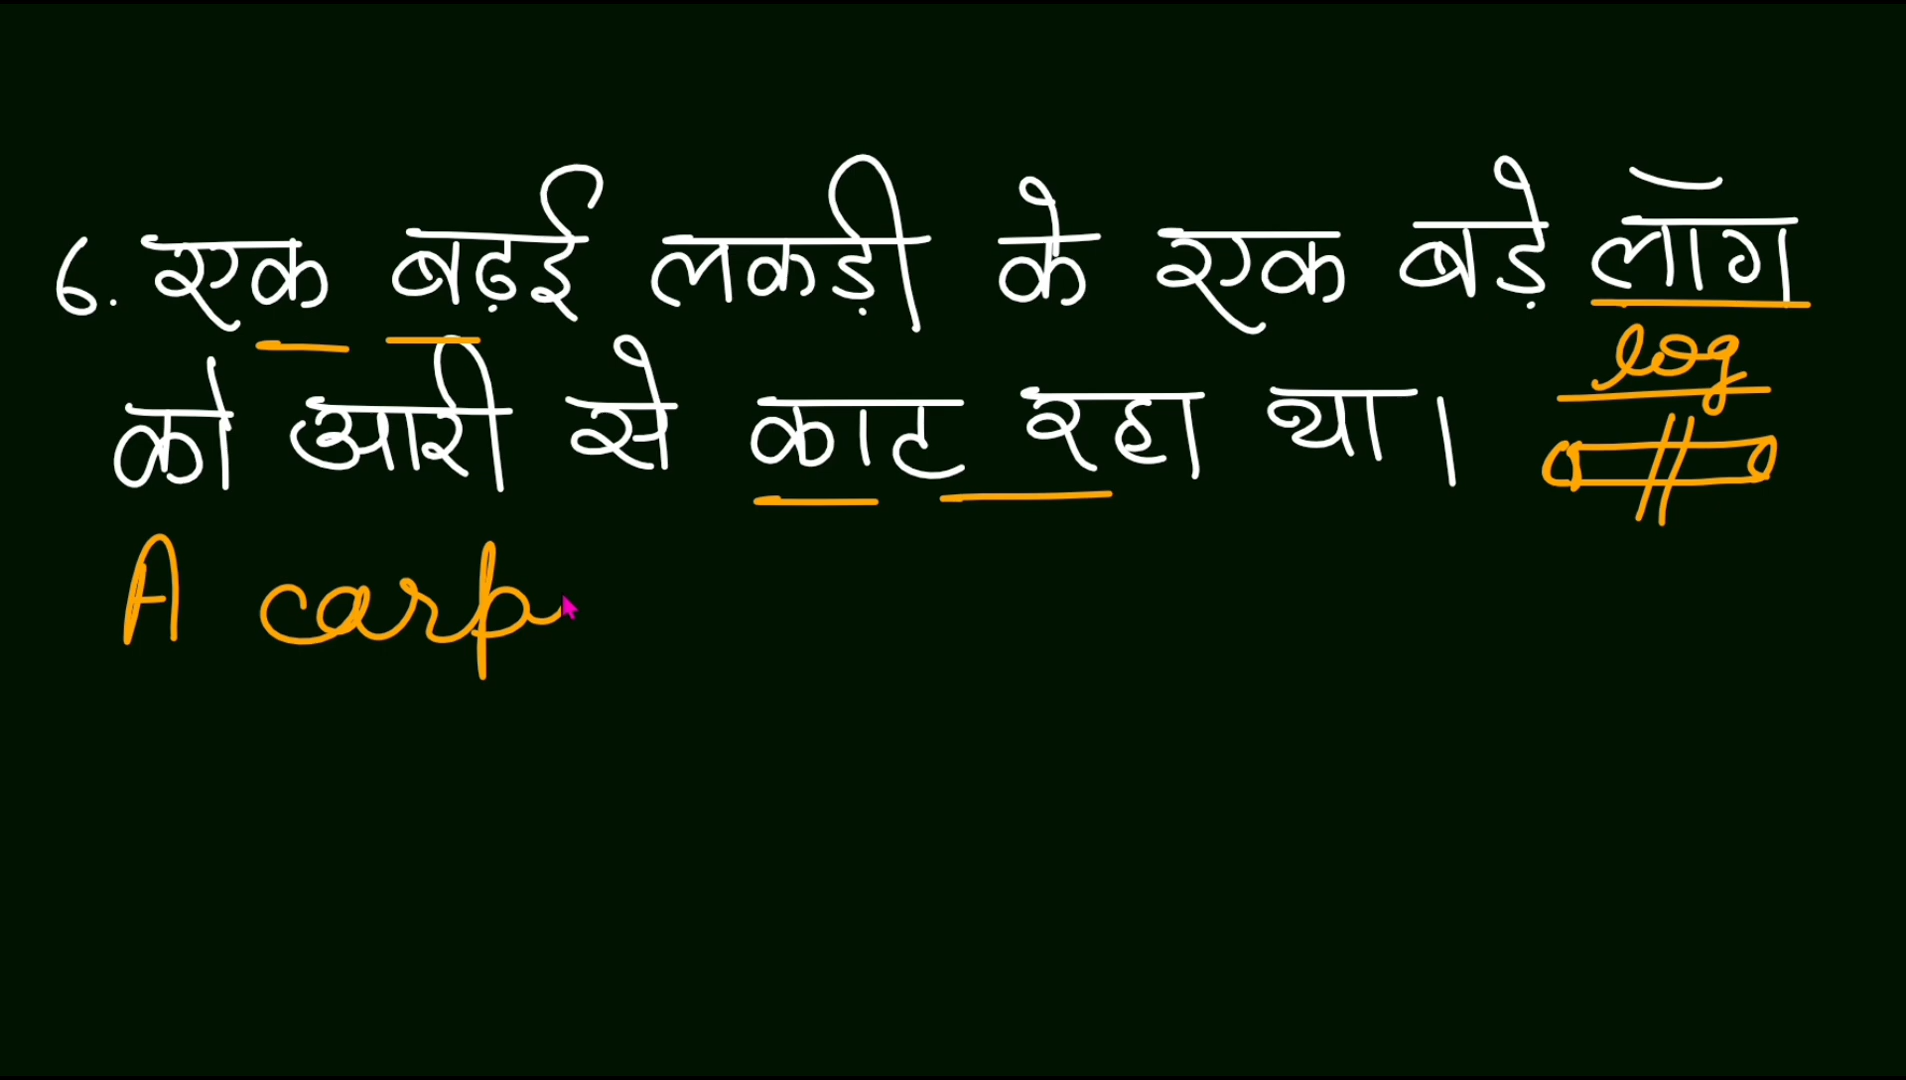 6. एक बढ़ई लकड़ी के एक बड़े लॉग
log
को आरी से काट रहा था।
A carp